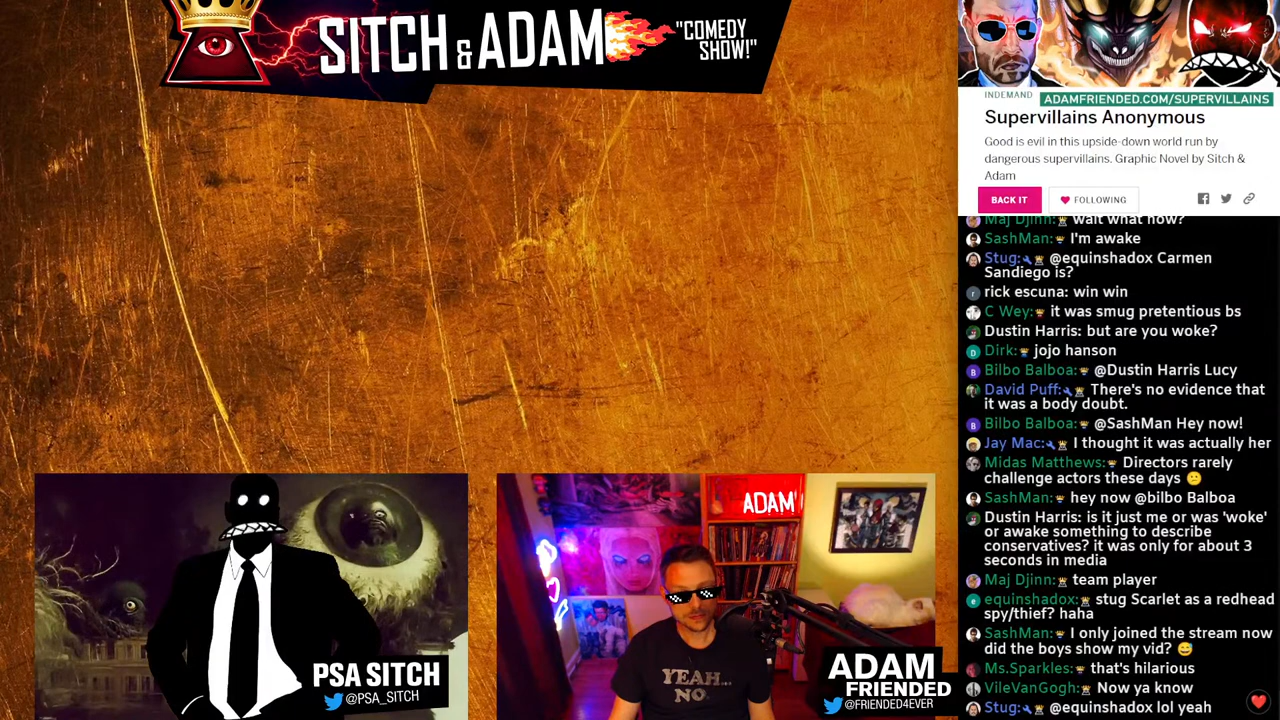 SITCH & ADAM
"COMEDY
SHOW!"
INDEMAND
ADAMFRIENDED.COM/SUPERVILLAINS
Supervillains Anonymous
Good is evil in this upside-down world run by
dangerous supervillains. Graphic Novel by Sitch &
Adam
BACK IT
FOLLOWING
Maj Djinn: wait what now?
SashMan: I'm awake
Stug: @equinshadox Carmen
Sandiego is?
rick escuna: win win
C Wey: it was smug pretentious bs
Dustin Harris: but are you woke?
Dirk: jojo hanson
Bilbo Balboa: @Dustin Harris Lucy
David Puff: There's no evidence that
it was a body doubt.
Bilbo Balboa: @SashMan Hey now!
Jay Mac: I thought it was actually her
Midas Matthews: Directors rarely
challenge actors these days
SashMan: hey now @bilbo Balboa
Dustin Harris: is it just me or was 'woke'
or awake something to describe
conservatives? it was only for about 3
seconds in media
Maj Djinn: team player
equinshadox: stug Scarlet as a redhead
spy/thief? haha
SashMan: I only joined the stream now
did the boys show my vid?
Ms.Sparkles: that's hilarious
VileVanGogh: Now ya know
Stug: @equinshadox lol yeah
PSA SITCH
@PSA_SITCH
ADAM
YEAH...
NO.
ADAM
FRIENDED
@FRIENDED4EVER